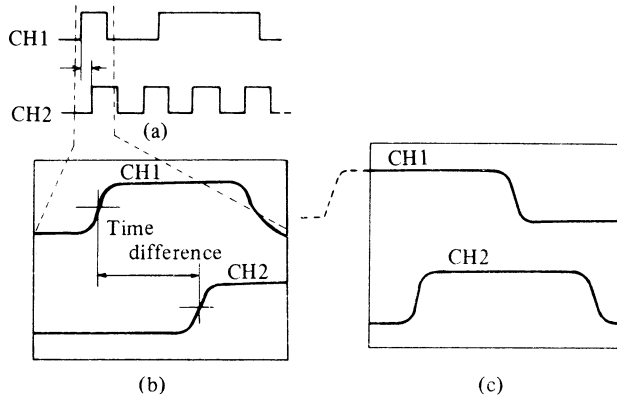 CH1
CH2
(a)
CH1
Time
difference
CH2
(b)
CH1
CH2
(c)